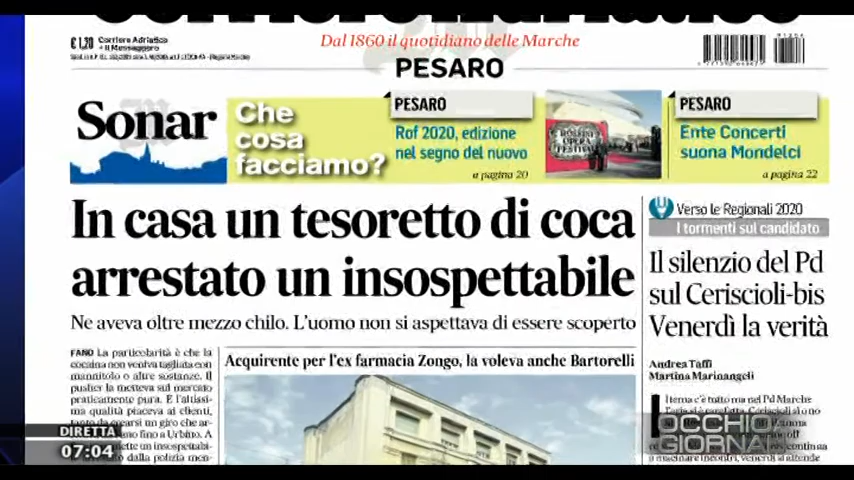 Corriere Adriatico
€ 1,20 Corriere Adriatico
+ Il Messaggero
Dal 1860 il quotidiano delle Marche
PESARO
Sonar
Che
cosa
facciamo?
PESARO
Rof 2020, edizione
nel segno del nuovo
a pagina 20
ROSSINI
OPERA
FESTIVAL
PESARO
Ente Concerti
suona Mondelci
a pagina 22
In casa un tesoretto di coca
arrestato un insospettabile
Ne aveva oltre mezzo chilo. L'uomo non si aspettava di essere scoperto
FANO La particolarità è che la
cocaina non veniva tagliata con
mannitolo o altre sostanze. Il
pusher la metteva sul mercato
praticamente pura. E l'altissi-
ma qualità piaceva ai clienti,
Acquirente per l'ex farmacia Zongo, la voleva anche Bartorelli
Verso le Regionali 2020
I tormenti sul candidato
Il silenzio del Pd
sul Ceriscioli-bis
Venerdì la verità
Andrea Taffi
Martina Marinangeli
DIRETTA
07:04
OCCHIO
GIORNALI